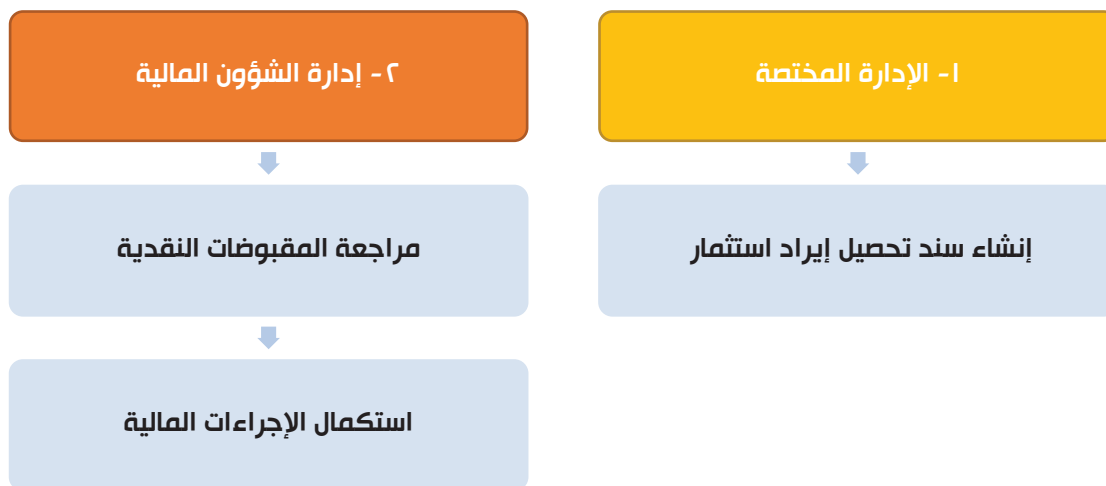 ١- الإدارة المختصة
إنشاء سند تحصيل إيراد استثمار
٢- إدارة الشؤون المالية
مراجعة المقبوضات النقدية
استكمال الإجراءات المالية